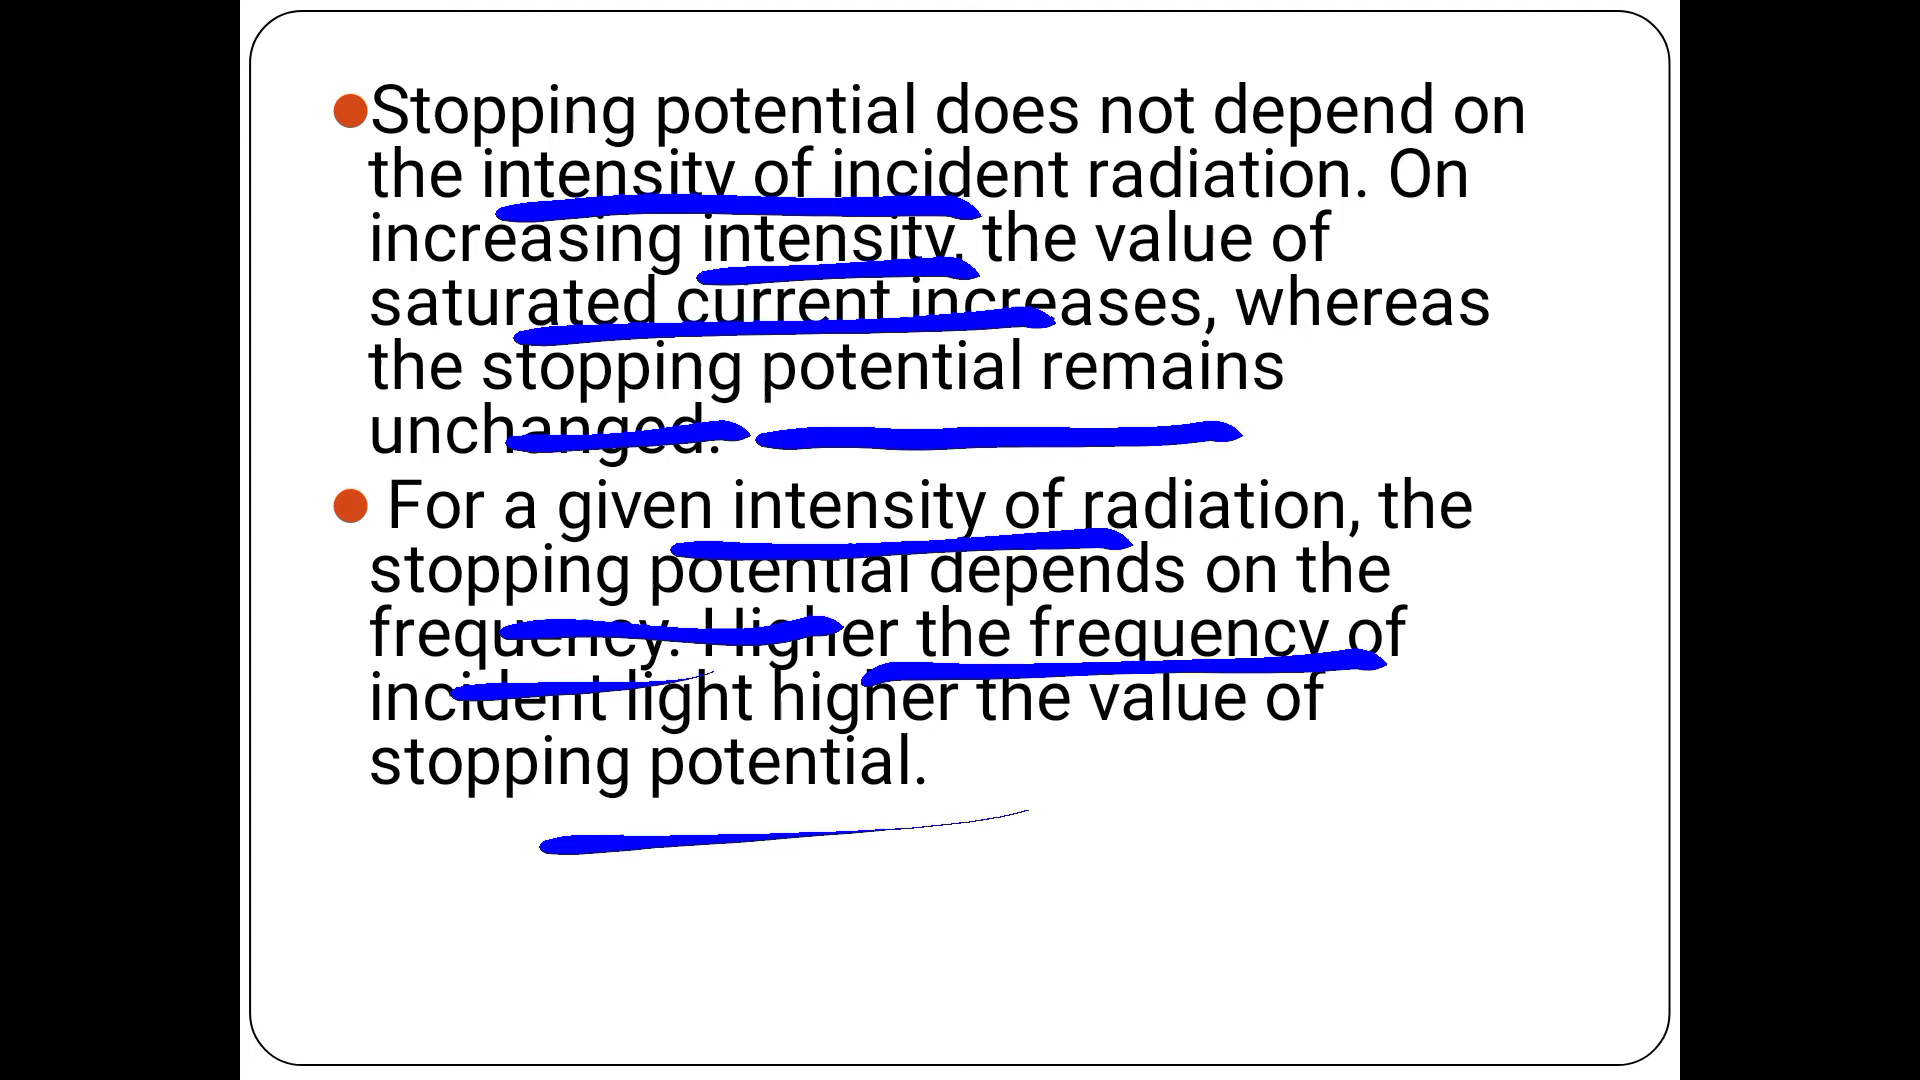 Stopping potential does not depend on
the intensity of incident radiation. On
increasing intensity, the value of
saturated current increases, whereas
the stopping potential remains
unchanged.
For a given intensity of radiation, the
stopping potential depends on the
frequency. Higher the frequency of
incident light higher the value of
stopping potential.